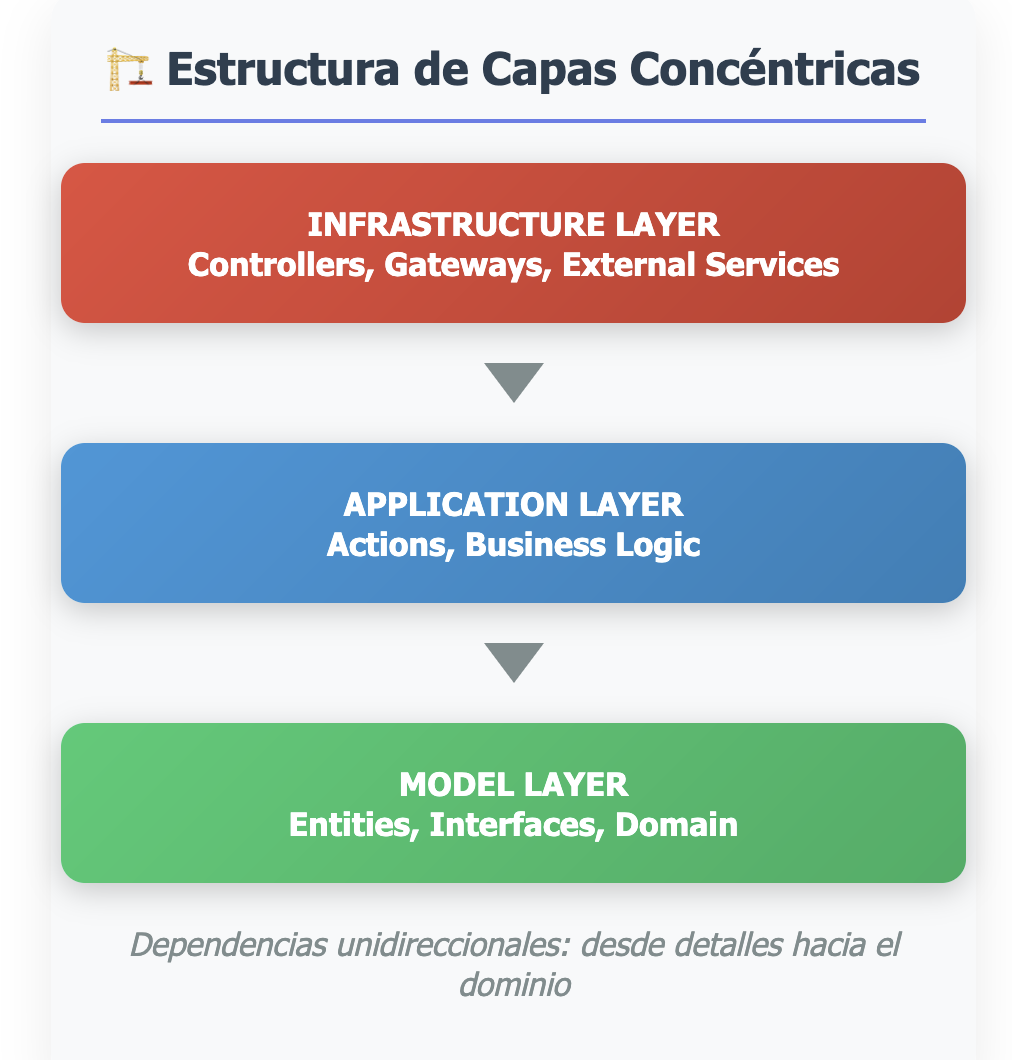 Estructura de Capas Concéntricas
INFRASTRUCTURE LAYER
Controllers, Gateways, External Services
APPLICATION LAYER
Actions, Business Logic
MODEL LAYER
Entities, Interfaces, Domain
Dependencias unidireccionales: desde detalles hacia el
dominio